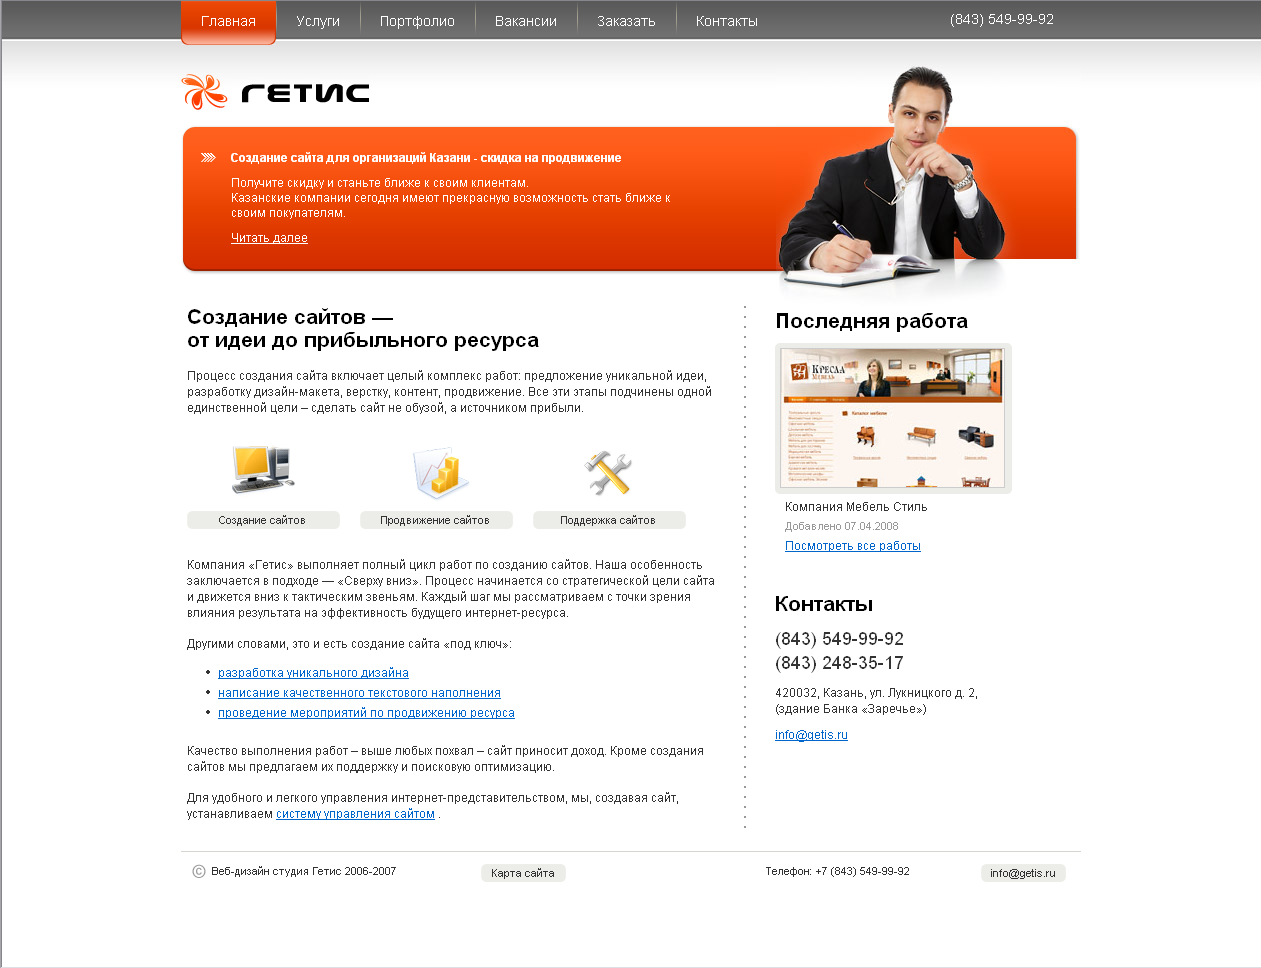 Главная
Услуги
Портфолио
Вакансии
Заказать
Контакты
(843) 549-99-92
ГЕТИС
Создание сайта для организаций Казани - скидка на продвижение
Получите скидку и станьте ближе к своим клиентам.
Казанские компании сегодня имеют прекрасную возможность стать ближе к
своим покупателям.
Читать далее
Создание сайтов —
от идеи до прибыльного ресурса
Процесс создания сайта включает целый комплекс работ: предложение уникальной идеи,
разработку дизайн-макета, верстку, контент, продвижение. Все эти этапы подчинены одной
единственной цели – сделать сайт не обузой, а источником прибыли.
Создание сайтов
Продвижение сайтов
Поддержка сайтов
Компания «Гетис» выполняет полный цикл работ по созданию сайтов. Наша особенность
заключается в подходе — «Сверху вниз». Процесс начинается со стратегической цели сайта
и движется вниз к тактическим звеньям. Каждый шаг мы рассматриваем с точки зрения
влияния результата на эффективность будущего интернет-ресурса.
Другими словами, это и есть создание сайта «под ключ»:
разработка уникального дизайна
написание качественного текстового наполнения
проведение мероприятий по продвижению ресурса
Качество выполнения работ – выше любых похвал – сайт приносит доход. Кроме создания
сайтов мы предлагаем их поддержку и поисковую оптимизацию.
Для удобного и легкого управления интернет-представительством, мы, создавая сайт,
устанавливаем систему управления сайтом .
Последняя работа
КРЕСЛА
МЕБЕЛЬ
Каталог мебели
Компания Мебель Стиль
Добавлено 07.04.2008
Посмотреть все работы
Контакты
(843) 549-99-92
(843) 248-35-17
420032, Казань, ул. Лукницкого д. 2,
(здание Банка «Заречье»)
info@getis.ru
© Веб-дизайн студия Гетис 2006-2007
Карта сайта
Телефон: +7 (843) 549-99-92
info@getis.ru